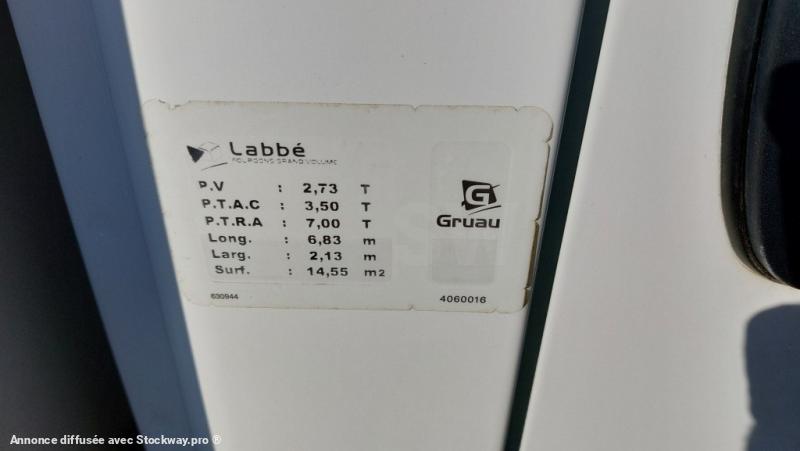 Labbé
FOURGONS GRAND VOLUME
P.V : 2,73 T
P.T.A.C : 3,50 T
P.T.R.A : 7,00 T
Long. : 6,83 m
Larg. : 2,13 m
Surf. : 14,55 m2
G
Gruau
630944
4060016
Annonce diffusée avec Stockway.pro ®